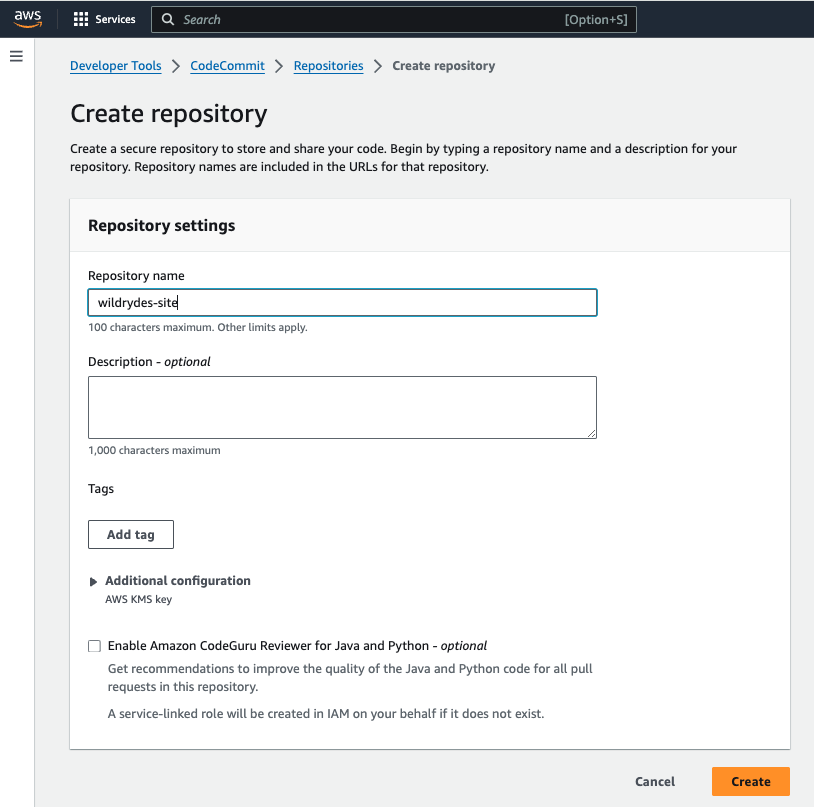 aws Services Search [Option+S]
Developer Tools > CodeCommit > Repositories > Create repository
Create repository
Create a secure repository to store and share your code. Begin by typing a repository name and a description for your
repository. Repository names are included in the URLs for that repository.
Repository settings
Repository name
wildrydes-site
100 characters maximum. Other limits apply.
Description - optional
1,000 characters maximum
Tags
Add tag
Additional configuration
AWS KMS key
Enable Amazon CodeGuru Reviewer for Java and Python - optional
Get recommendations to improve the quality of the Java and Python code for all pull
requests in this repository.
A service-linked role will be created in IAM on your behalf if it does not exist.
Cancel Create